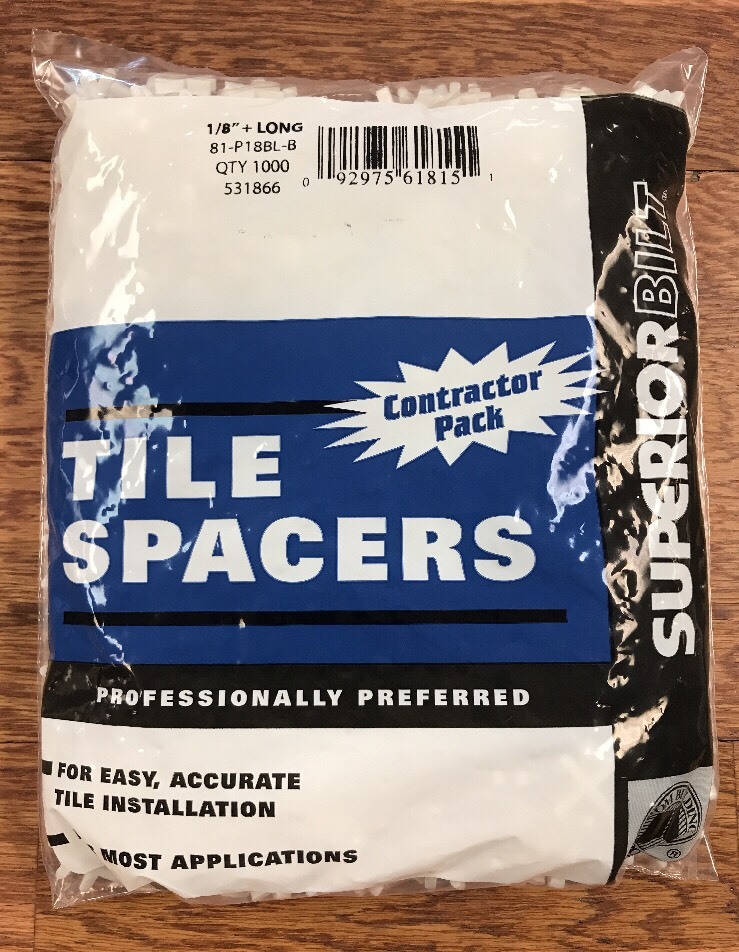 1/8" + LONG
81-P18BL-B
QTY 1000
531866
0 92975 61815 1
Contractor
Pack
TILE
SPACERS
SUPERIORBILT
PROFESSIONALLY PREFERRED
FOR EASY, ACCURATE
TILE INSTALLATION
MOST APPLICATIONS
®